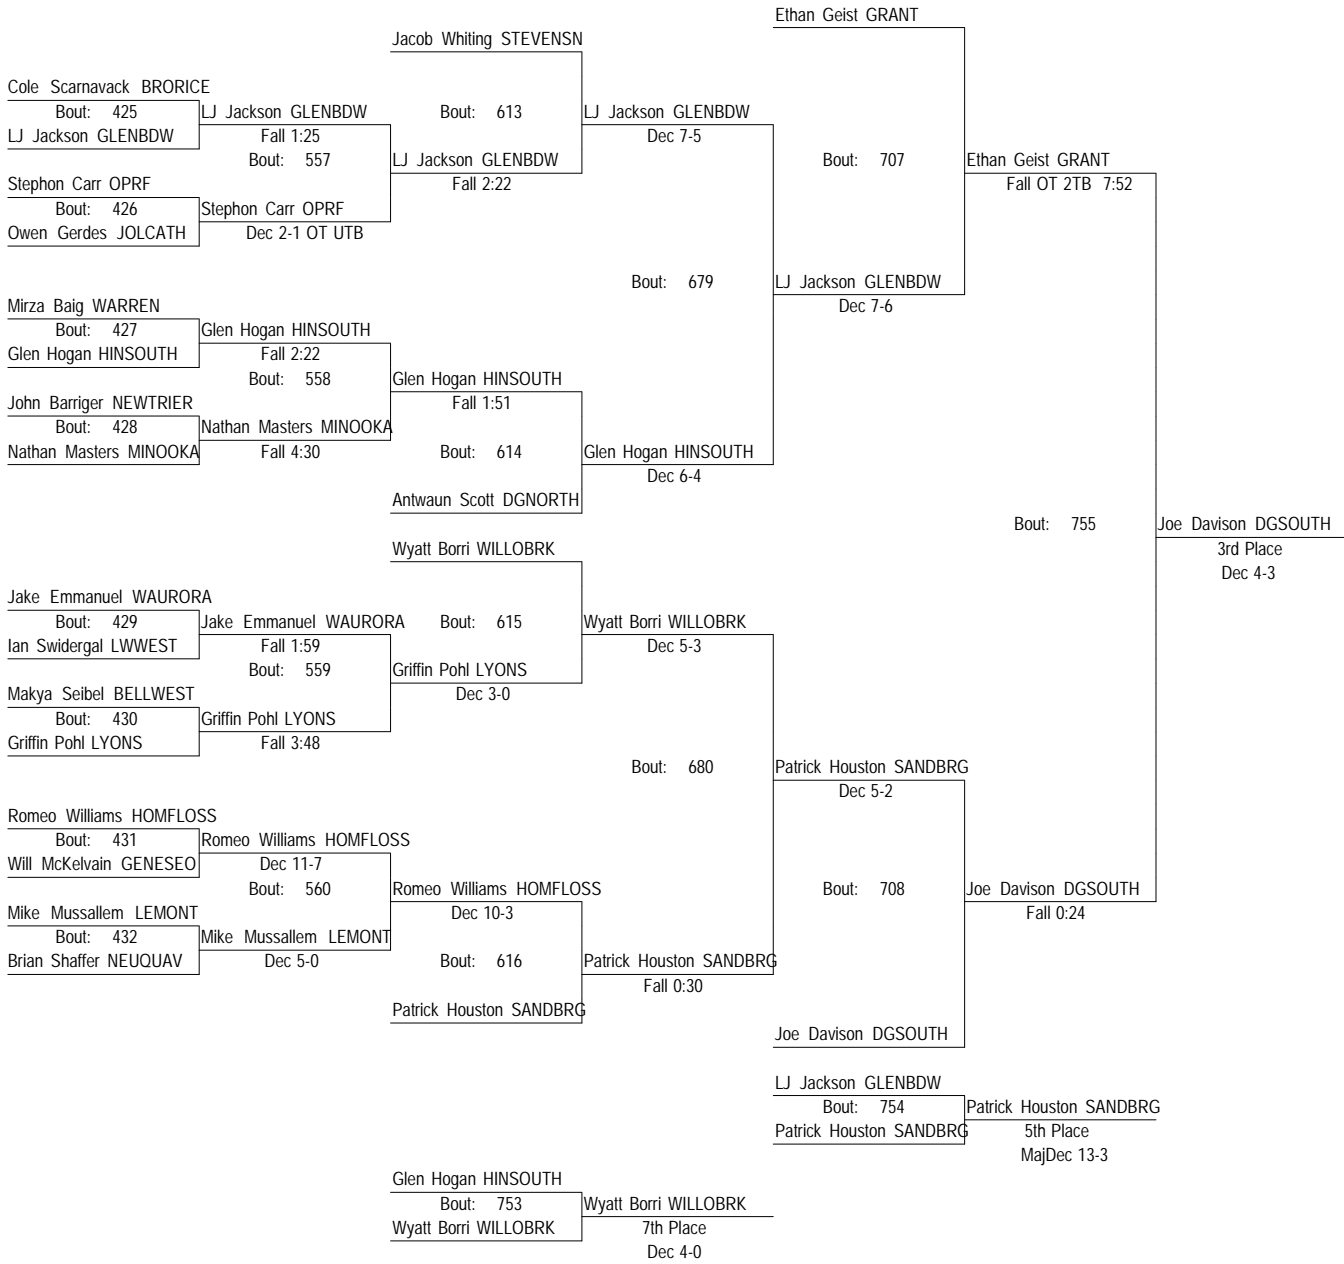 Ethan Geist GRANT
Jacob Whiting STEVENSN
Cole Scarnavack BRORICE
Bout: 425
LJ Jackson GLENBDW
LJ Jackson GLENBDW
Fall 1:25
Bout: 557
Bout: 613
LJ Jackson GLENBDW
Dec 7-5
LJ Jackson GLENBDW
Fall 2:22
Bout: 707
Ethan Geist GRANT
Fall OT 2TB 7:52
Stephon Carr OPRF
Bout: 426
Owen Gerdes JOLCATH
Stephon Carr OPRF
Dec 2-1 OT UTB
Bout: 679
LJ Jackson GLENBDW
Dec 7-6
Mirza Baig WARREN
Bout: 427
Glen Hogan HINSOUTH
Glen Hogan HINSOUTH
Fall 2:22
Bout: 558
Glen Hogan HINSOUTH
Fall 1:51
John Barriger NEWTRIER
Bout: 428
Nathan Masters MINOOKA
Nathan Masters MINOOKA
Fall 4:30
Bout: 614
Glen Hogan HINSOUTH
Dec 6-4
Antwaun Scott DGNORTH
Bout: 755
Joe Davison DGSOUTH
3rd Place
Dec 4-3
Wyatt Borri WILLOBRK
Jake Emmanuel WAURORA
Bout: 429
Ian Swidergal LWWEST
Jake Emmanuel WAURORA
Fall 1:59
Bout: 559
Bout: 615
Wyatt Borri WILLOBRK
Dec 5-3
Griffin Pohl LYONS
Dec 3-0
Makya Seibel BELLWEST
Bout: 430
Griffin Pohl LYONS
Griffin Pohl LYONS
Fall 3:48
Bout: 680
Patrick Houston SANDBRG
Dec 5-2
Romeo Williams HOMFLOSS
Bout: 431
Will McKelvain GENESEO
Romeo Williams HOMFLOSS
Dec 11-7
Bout: 560
Romeo Williams HOMFLOSS
Dec 10-3
Bout: 708
Joe Davison DGSOUTH
Fall 0:24
Mike Mussallem LEMONT
Bout: 432
Brian Shaffer NEUQUAV
Mike Mussallem LEMONT
Dec 5-0
Bout: 616
Patrick Houston SANDBRG
Fall 0:30
Patrick Houston SANDBRG
Joe Davison DGSOUTH
LJ Jackson GLENBDW
Bout: 754
Patrick Houston SANDBRG
Patrick Houston SANDBRG
5th Place
MajDec 13-3
Glen Hogan HINSOUTH
Bout: 753
Wyatt Borri WILLOBRK
Wyatt Borri WILLOBRK
7th Place
Dec 4-0